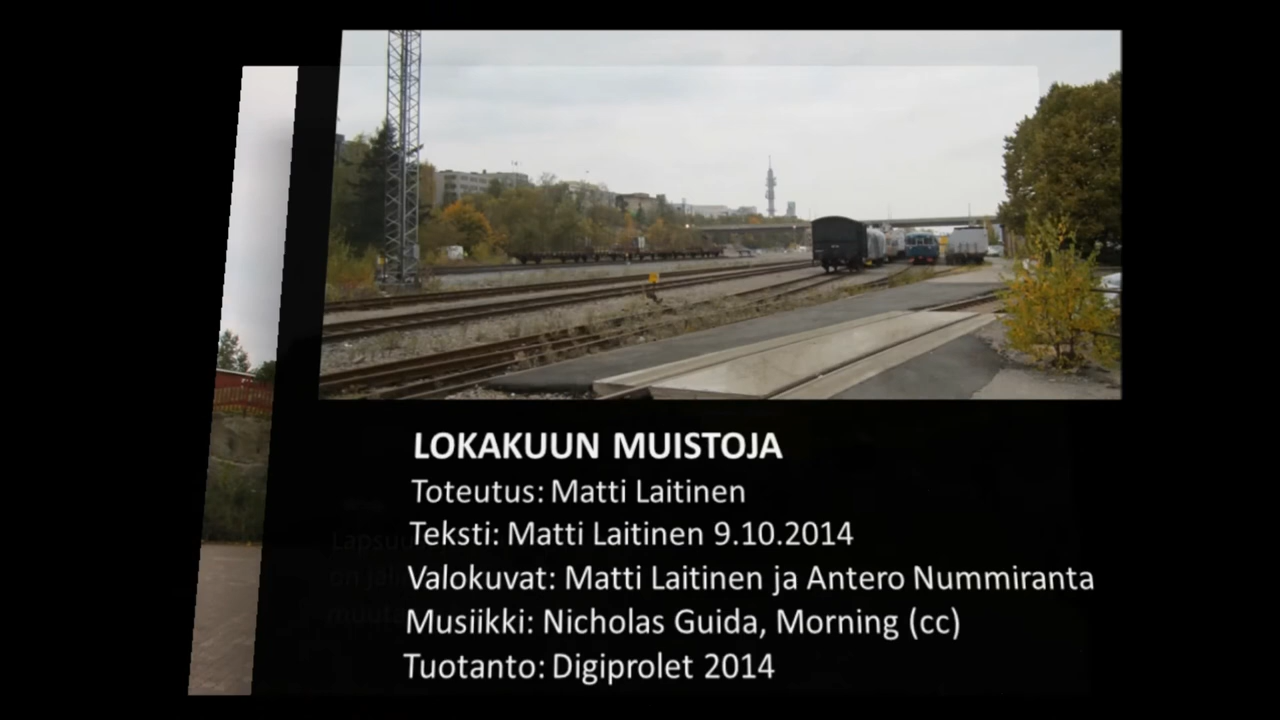 LOKAKUUN MUISTOJA
Toteutus: Matti Laitinen
Teksti: Matti Laitinen 9.10.2014
Valokuvat: Matti Laitinen ja Antero Nummiranta
Musiikki: Nicholas Guida, Morning (cc)
Tuotanto: Digiprolet 2014